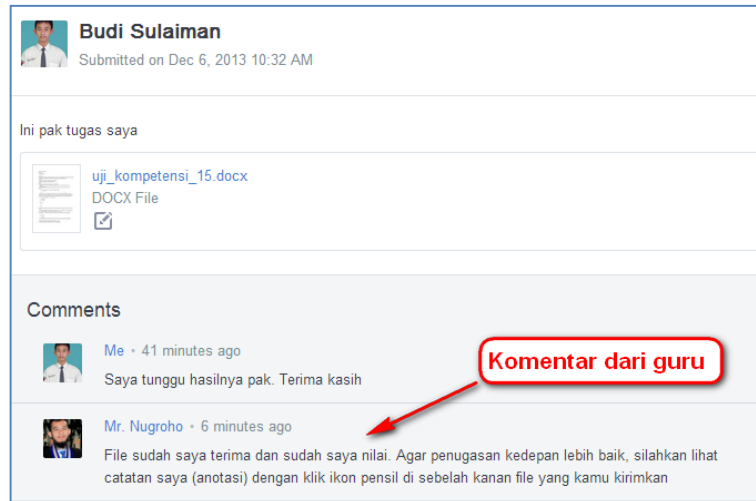 Budi Sulaiman
Submitted on Dec 6, 2013 10:32 AM
Ini pak tugas saya
uji_kompetensi_15.docx
DOCX File
Comments
Me • 41 minutes ago
Saya tunggu hasilnya pak. Terima kasih
Komentar dari guru
Mr. Nugroho • 6 minutes ago
File sudah saya terima dan sudah saya nilai. Agar penugasan kedepan lebih baik, silahkan lihat
catatan saya (anotasi) dengan klik ikon pensil di sebelah kanan file yang kamu kirimkan